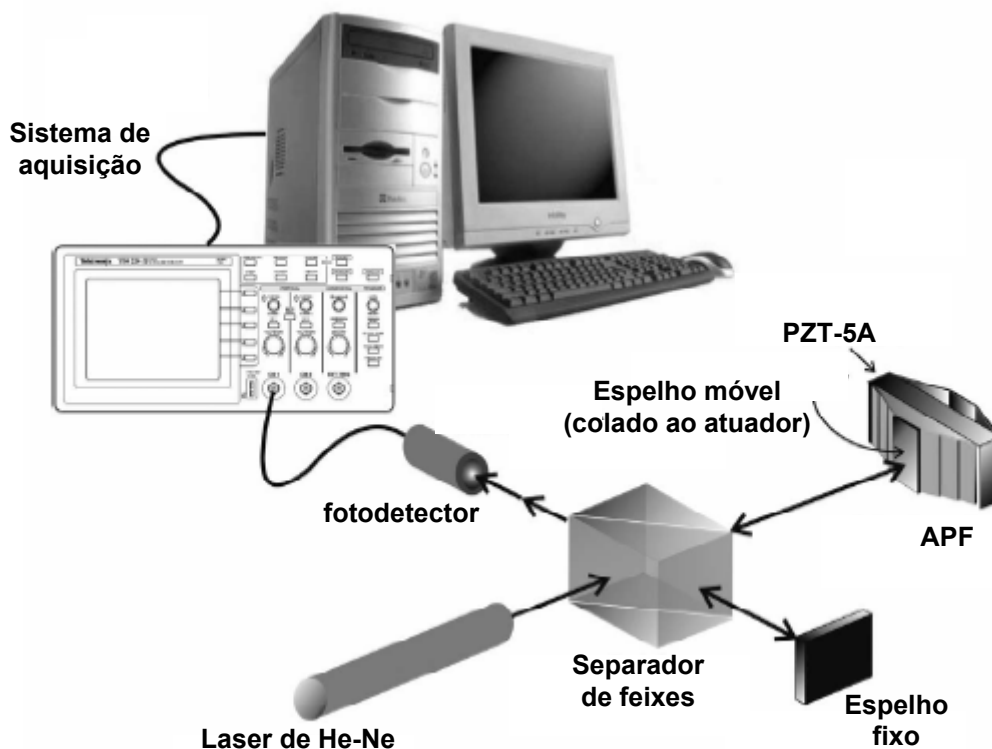 Sistema de
aquisição
Tektronix
PZT-5A
Espelho móvel
(colado ao atuador)
fotodetector
APF
Separador
de feixes
Espelho
fixo
Laser de He-Ne